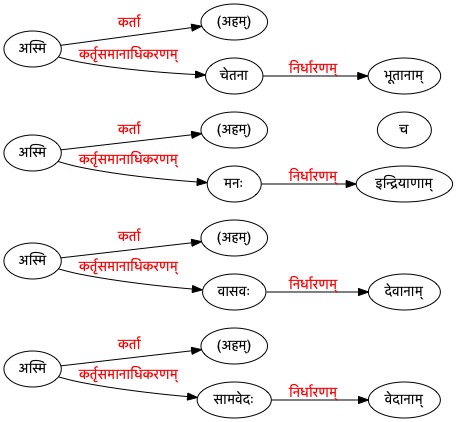 कर्ता (अहम्)
अस्मि
कर्तृसमानाधिकरणम् चेतना निर्धारणम् भूतानाम्
कर्ता (अहम्) च
अस्मि
कर्तृसमानाधिकरणम् मनः निर्धारणम् इन्द्रियाणाम्
कर्ता (अहम्)
अस्मि
कर्तृसमानाधिकरणम् वासवः निर्धारणम् देवानाम्
कर्ता (अहम्)
अस्मि
कर्तृसमानाधिकरणम् सामवेदः निर्धारणम् वेदानाम्